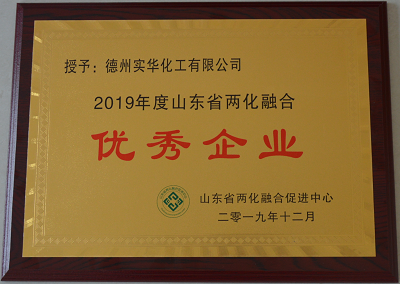 授予：德州实华化工有限公司
2019年度山东省两化融合
优秀企业
山东省两化融合促进中心
二零一九年十二月